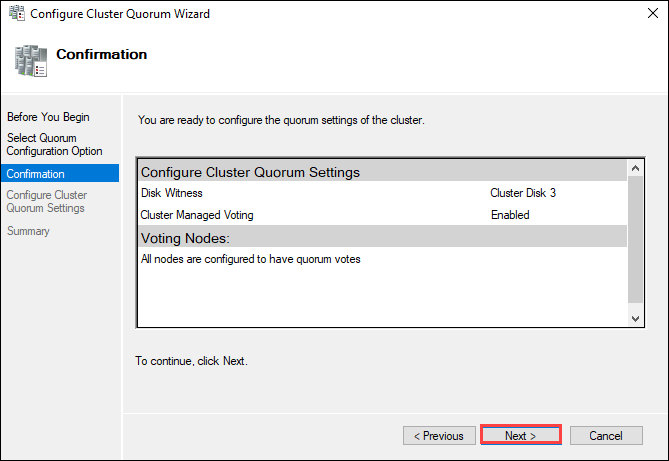 Configure Cluster Quorum Wizard
Confirmation
Before You Begin
Select Quorum
Configuration Option
Confirmation
Configure Cluster
Quorum Settings
Summary
You are ready to configure the quorum settings of the cluster.
Configure Cluster Quorum Settings
Disk Witness Cluster Disk 3
Cluster Managed Voting Enabled
Voting Nodes:
All nodes are configured to have quorum votes
To continue, click Next.
< Previous Next > Cancel